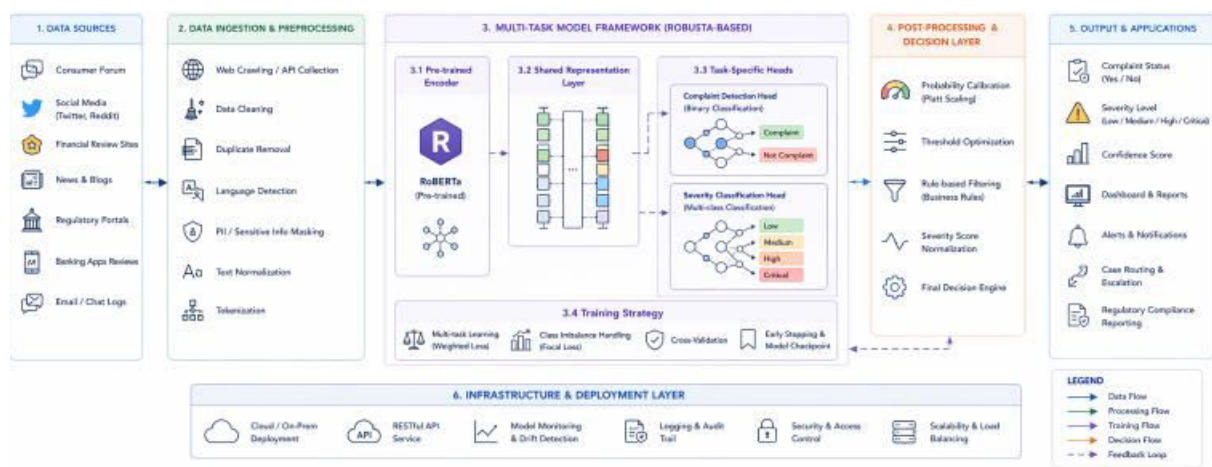 1. DATA SOURCES
Consumer Forum
Social Media
(Twitter, Reddit)
Financial Review Sites
News & Blogs
Regulatory Portals
Banking Apps Reviews
Email / Chat Logs
2. DATA INGESTION & PREPROCESSING
Web Crawling / API Collection
Data Cleaning
Duplicate Removal
Language Detection
PII / Sensitive Info Masking
Text Normalization
Tokenization
3. MULTI-TASK MODEL FRAMEWORK (ROBUSTA-BASED)
3.1 Pre-trained
Encoder
R
RoBERTa
(Pre-trained)
3.2 Shared Representation
Layer
3.3 Task-Specific Heads
Complaint Detection Head
(Binary Classification)
Complaint
Not Complaint
Severity Classification Head
(Multi-class Classification)
Low
Medium
High
Critical
3.4 Training Strategy
Multi-task Learning
(Weighted Loss)
Class Imbalance Handling
(Focal Loss)
Cross-Validation
Early Stopping &
Model Checkpoint
4. POST-PROCESSING &
DECISION LAYER
Probability Calibration
(Platt Scaling)
Threshold Optimization
Rule-based Filtering
(Business Rules)
Severity Score
Normalization
Final Decision Engine
5. OUTPUT & APPLICATIONS
Complaint Status
(Yes / No)
Severity Level
(Low / Medium / High / Critical)
Confidence Score
Dashboard & Reports
Alerts & Notifications
Case Routing &
Escalation
Regulatory Compliance
Reporting
6. INFRASTRUCTURE & DEPLOYMENT LAYER
Cloud / On-Prem
Deployment
API
RESTful API
Service
Model Monitoring
& Drift Detection
Logging & Audit
Trail
Security & Access
Control
Scalability & Load
Balancing
LEGEND
Data Flow
Processing Flow
Training Flow
Decision Flow
Feedback Loop